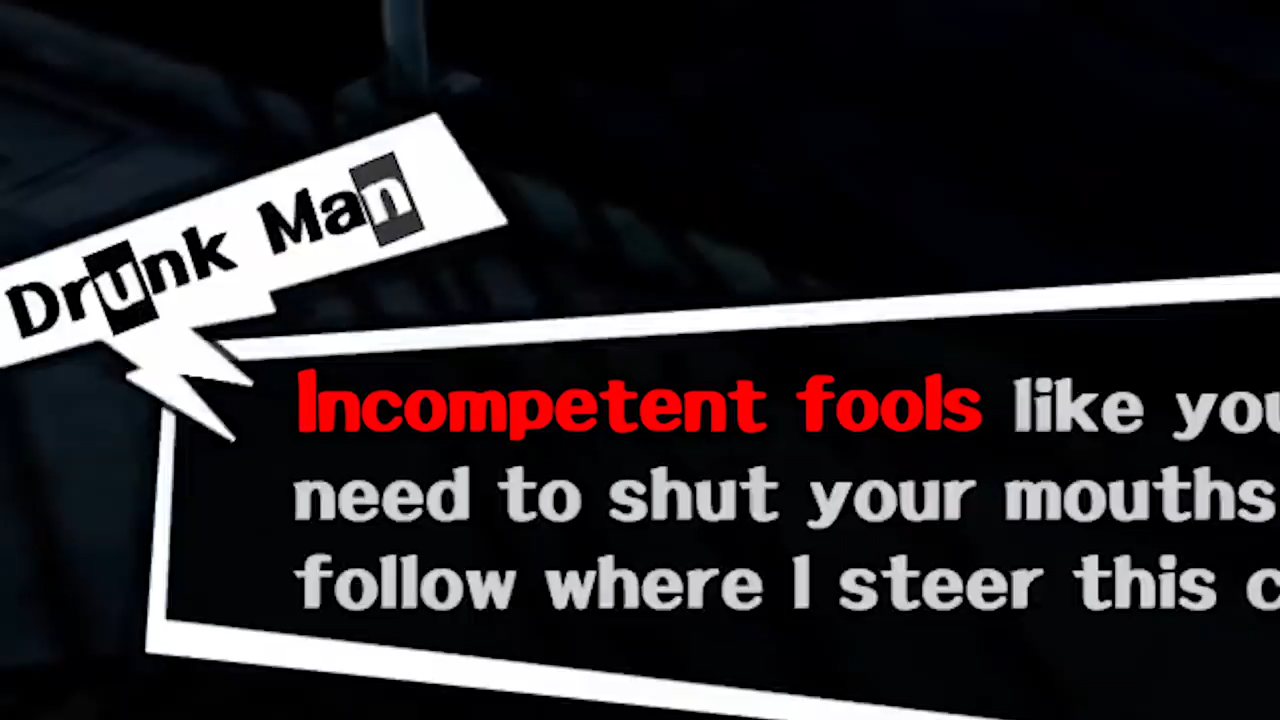 Drunk Man
Incompetent fools like you
need to shut your mouths
follow where I steer this